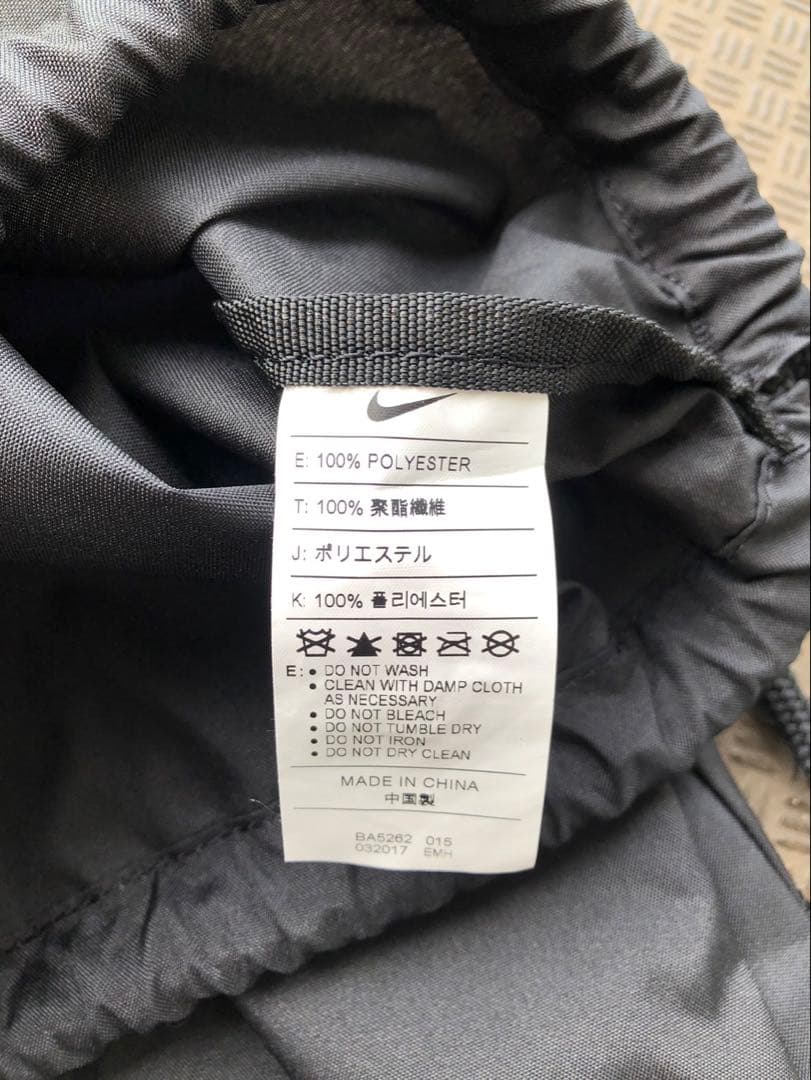 E: 100% POLYESTER
T: 100% 聚酯纖維
J: ポリエステル
K: 100% 폴리에스터
E: • DO NOT WASH
• CLEAN WITH DAMP CLOTH
AS NECESSARY
• DO NOT BLEACH
• DO NOT TUMBLE DRY
• DO NOT IRON
• DO NOT DRY CLEAN
MADE IN CHINA
中国製
BA5262 015
032017 EMH